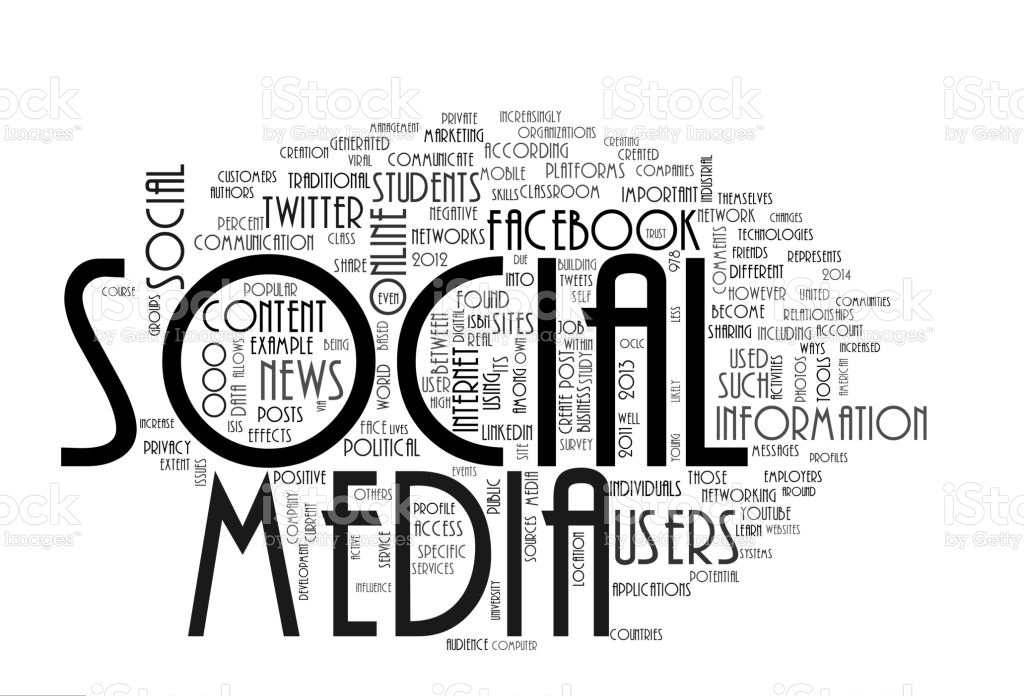 iStock
by Getty Images™
PRIVATE
INCREASINGLY
MANAGEMENT
MARKETING
ORGANIZATIONS
CREATION
GENERATED
VIRAL
COMMUNICATE
ACCORDING
CREATING
CREATED
CUSTOMERS
AUTHORS
TRADITIONAL
STUDENTS
MOBILE
PLATFORMS
COMPANIES
INDUSTRIAL
SKILLS
CLASSROOM
IMPORTANT
THEMSELVES
SOCIAL
TWITTER
ONLINE
NEGATIVE
FACEBOOK
TRUST
NETWORK
CHANGES
PERCENT
COMMUNICATION
CLASS
NETWORKS
978
COMMENTS
TECHNOLOGIES
FRIENDS
REPRESENTS
SHARE
2012
DUE
INTO
BUILDING
TWEETS
SELF
DIFFERENT
2014
COURSE
GROUPS
SOCIAL
POPULAR
EVEN
FOUND
HOWEVER
UNITED
COMMUNITIES
BECOME
RELATIONSHIPS
CONTENT
EXAMPLE
BEING
BASED
BETWEEN
DIGITAL
ISBN
REAL
SITES
JOB
WITHIN
OCLC
LESS
SHARING
INCLUDING
ACCOUNT
OOO
DATA
ALLOWS
NEWS
WORLD
USER
HIGH
INTERNET
USING
ITS
AMONG
OWN
CREATE
POST
BUSINESS
STUDY
2013
LIKELY
USED
SUCH
ACTIVITIES
PHOTOS
WAYS
TOOLS
INCREASED
AMERICAN
ISIS
POSTS
VIA
EFFECTS
FACE
LIVES
POLITICAL
LINKEDIN
SITE
SURVEY
2011
WELL
YOUNG
INFORMATION
MESSAGES
PROFILES
INCREASE
PRIVACY
EXTENT
ISSUES
POSITIVE
EVENTS
PUBLIC
MEDIA
SOURCES
INDIVIDUALS
THOSE
NETWORKING
EMPLOYERS
AROUND
MEDIA
COMPANY
CURRENT
DEVELOPMENT
OTHERS
ACTIVE
SERVICE
INFLUENCE
PROFILE
ACCESS
SPECIFIC
SERVICES
UNIVERSITY
LOCATION
USERS
YOUTUBE
LEARN
WEBSITES
SYSTEMS
POTENTIAL
APPLICATIONS
COUNTRIES
AUDIENCE
COMPUTER